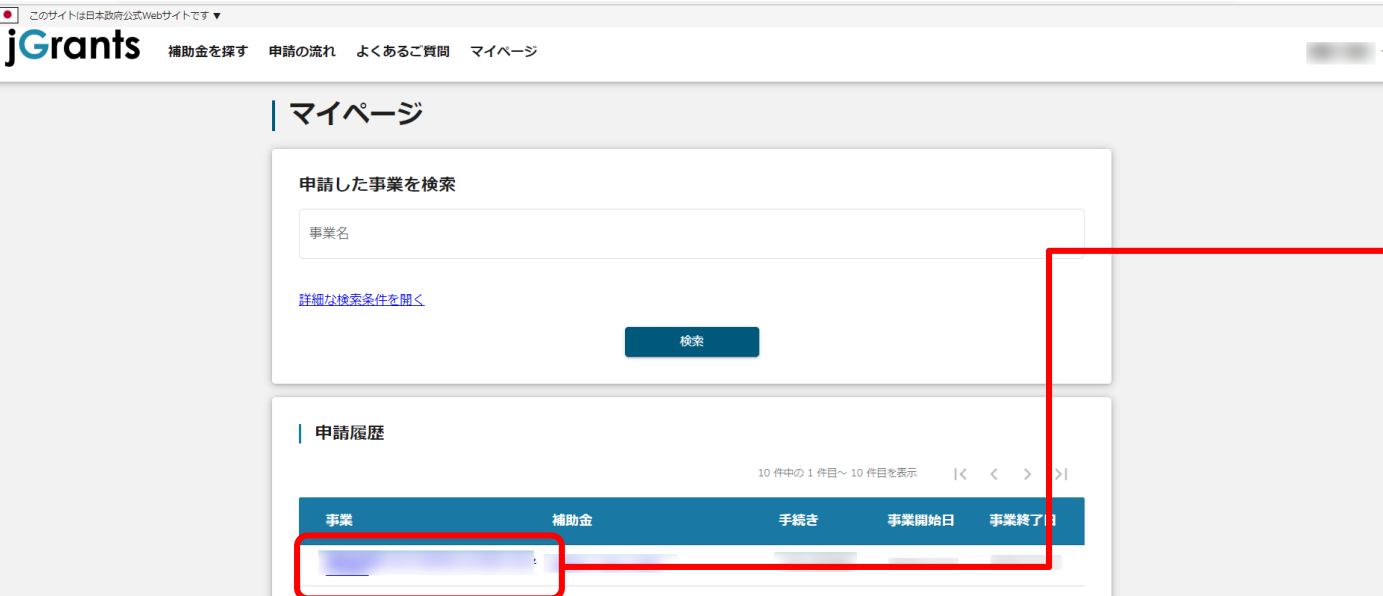 このサイトは日本政府公式Webサイトです ▼
jGrants 補助金を探す 申請の流れ よくあるご質問 マイページ
マイページ
申請した事業を検索
事業名
詳細な検索条件を開く
検索
申請履歴
10 件中の 1 件目～ 10 件目を表示
事業 補助金 手続き 事業開始日 事業終了日